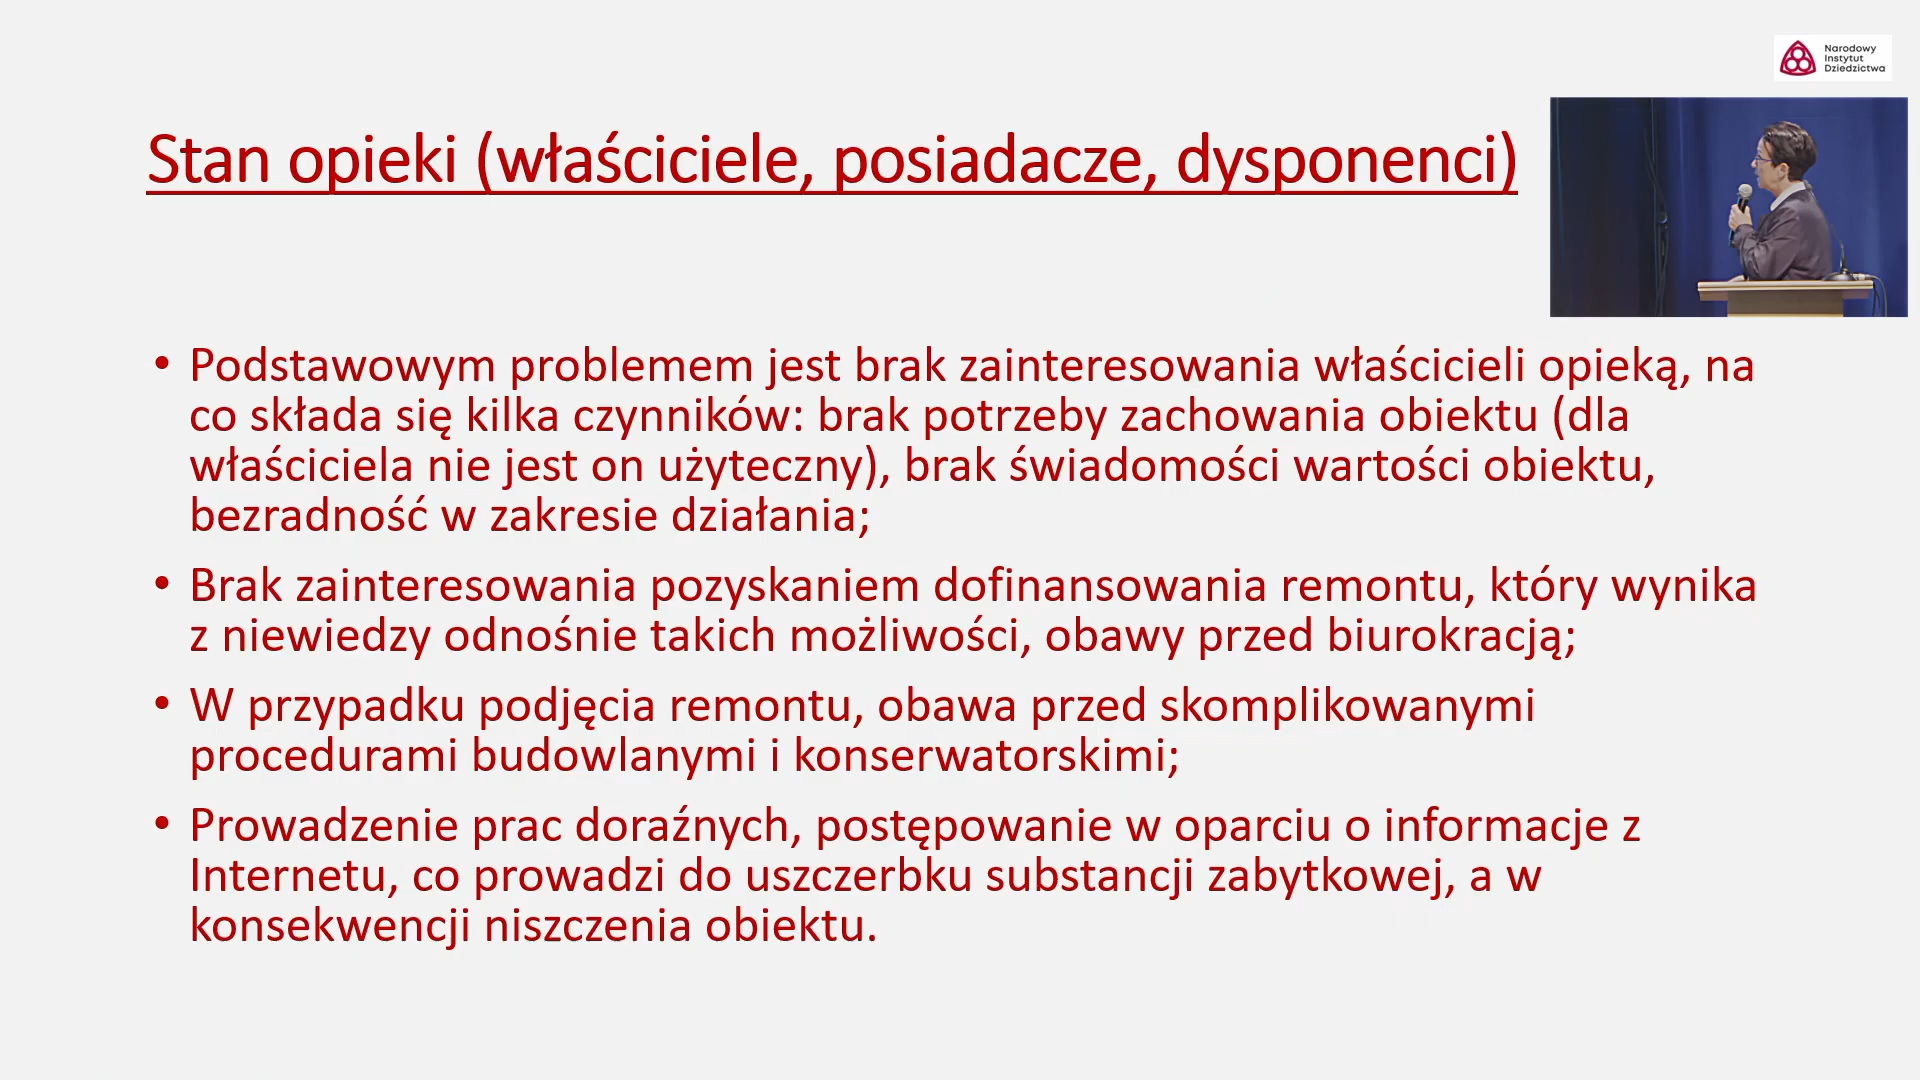 Narodowy
Instytut
Dziedzictwa
Stan opieki (właściciele, posiadacze, dysponenci)
• Podstawowym problemem jest brak zainteresowania właścicieli opieką, na
co składa się kilka czynników: brak potrzeby zachowania obiektu (dla
właściciela nie jest on użyteczny), brak świadomości wartości obiektu,
bezradność w zakresie działania;
• Brak zainteresowania pozyskaniem dofinansowania remontu, który wynika
z niewiedzy odnośnie takich możliwości, obawy przed biurokracją;
• W przypadku podjęcia remontu, obawa przed skomplikowanymi
procedurami budowlanymi i konserwatorskimi;
• Prowadzenie prac doraźnych, postępowanie w oparciu o informacje z
Internetu, co prowadzi do uszczerbku substancji zabytkowej, a w
konsekwencji niszczenia obiektu.